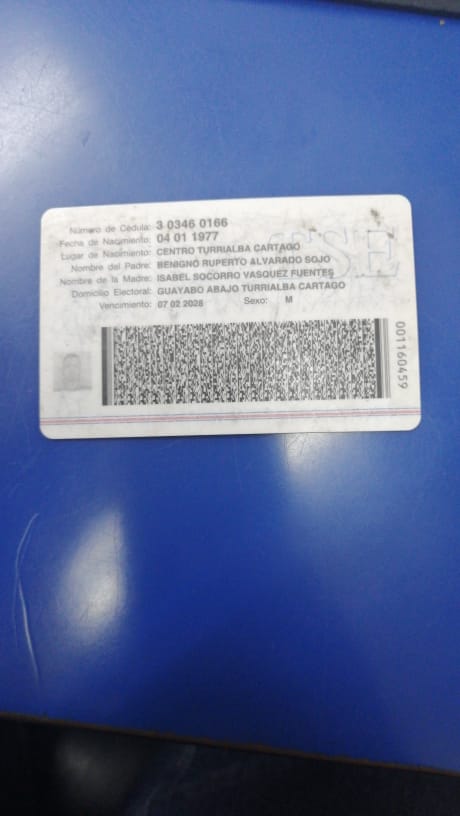 Número de Cédula: 3 0346 0166
Fecha de Nacimiento: 04 01 1977
Lugar de Nacimiento: CENTRO TURRIALBA CARTAGO
Nombre del Padre: BENIGNO RUPERTO ALVARADO SOJO
Nombre de la Madre: ISABEL SOCORRO VASQUEZ FUENTES
Domicilio Electoral: GUAYABO ABAJO TURRIALBA CARTAGO
Vencimiento: 07 02 2028 Sexo: M
TSE
001160459